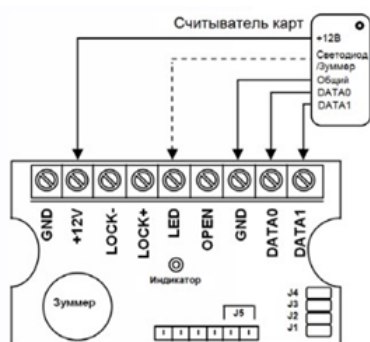 Считыватель карт
+12В
Светодиод
/Зуммер
Общий
DATA0
DATA1
GND
+12V
LOCK-
LOCK+
LED
OPEN
GND
DATA0
DATA1
Индикатор
Зуммер
J5
J4
J3
J2
J1